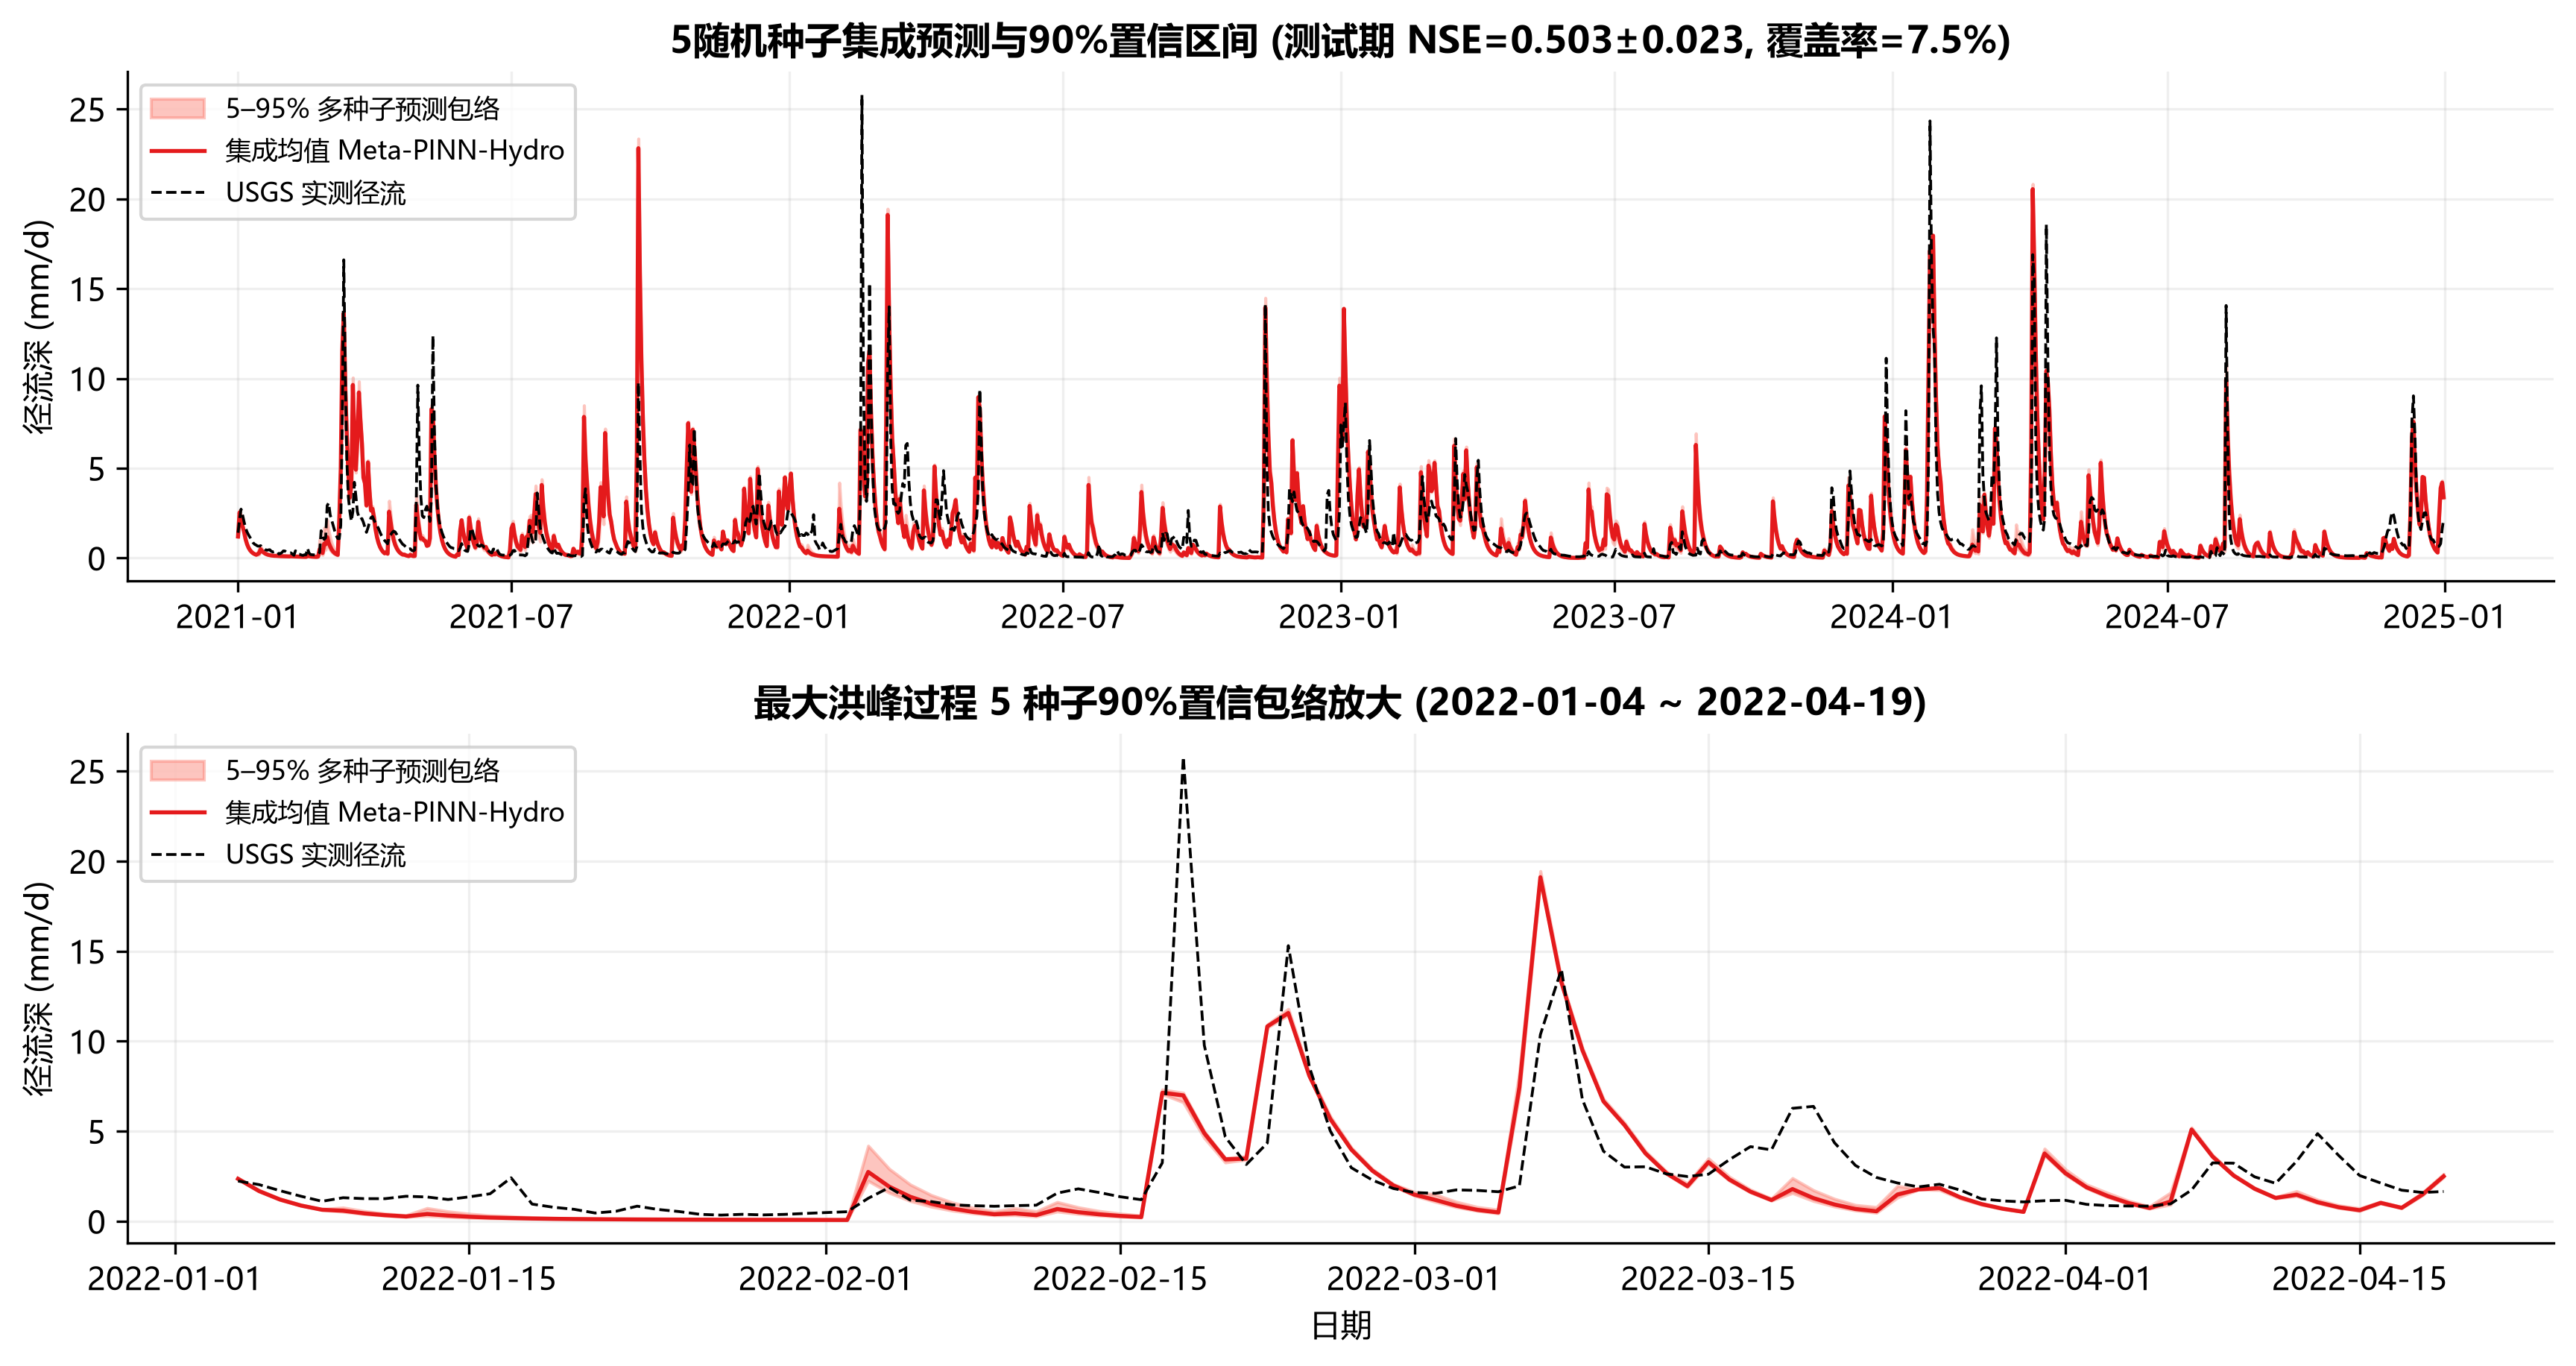 5随机种子集成预测与90%置信区间 (测试期 NSE=0.503±0.023, 覆盖率=7.5%)
5–95% 多种子预测包络
集成均值 Meta-PINN-Hydro
USGS 实测径流
径流深 (mm/d)
25
20
15
10
5
0
2021-01
2021-07
2022-01
2022-07
2023-01
2023-07
2024-01
2024-07
2025-01
最大洪峰过程 5 种子90%置信包络放大 (2022-01-04 ~ 2022-04-19)
5–95% 多种子预测包络
集成均值 Meta-PINN-Hydro
USGS 实测径流
径流深 (mm/d)
25
20
15
10
5
0
2022-01-01
2022-01-15
2022-02-01
2022-02-15
2022-03-01
2022-03-15
2022-04-01
2022-04-15
日期